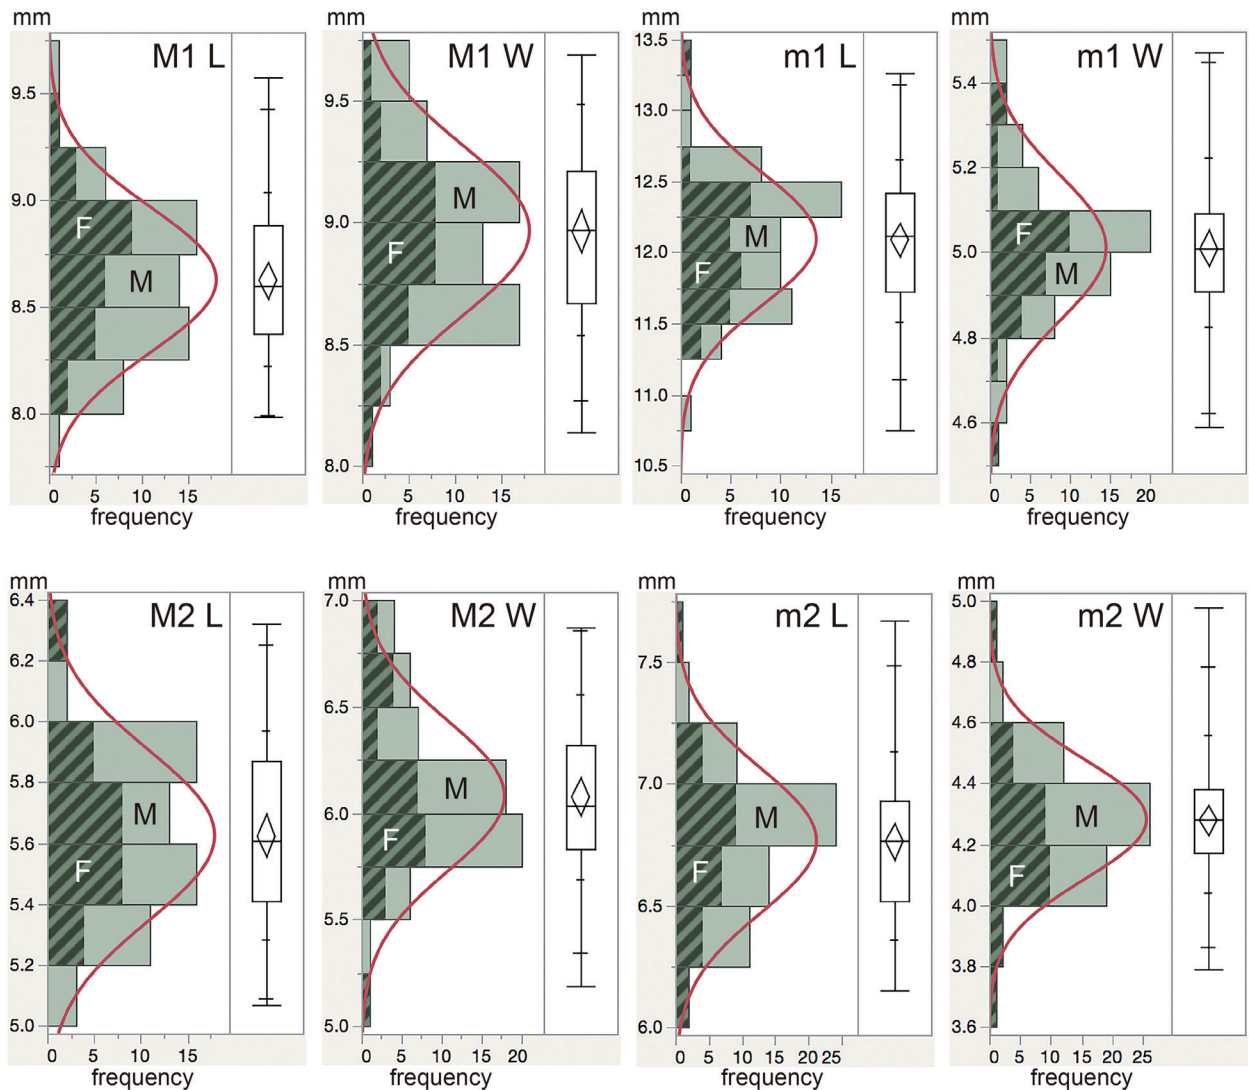 mm mm mm mm
M1 L M1 W m1 L m1 W
9.5
9.0
8.5
8.0
F
M
0 5 10 15
frequency
9.5
9.0
8.5
8.0
M
F
0 5 10 15
frequency
13.5
13.0
12.5
12.0
11.5
11.0
10.5
M
F
0 5 10 15
frequency
5.4
5.2
5.0
4.8
4.6
F
M
0 5 10 15 20
frequency
mm mm mm mm
M2 L M2 W m2 L m2 W
6.4
6.2
6.0
5.8
5.6
5.4
5.2
5.0
M
F
0 5 10 15
frequency
7.0
6.5
6.0
5.5
5.0
M
F
0 5 10 15 20
frequency
7.5
7.0
6.5
6.0
M
F
0 5 10 15 20 25
frequency
5.0
4.8
4.6
4.4
4.2
4.0
3.8
3.6
M
F
0 5 10 15 20 25
frequency